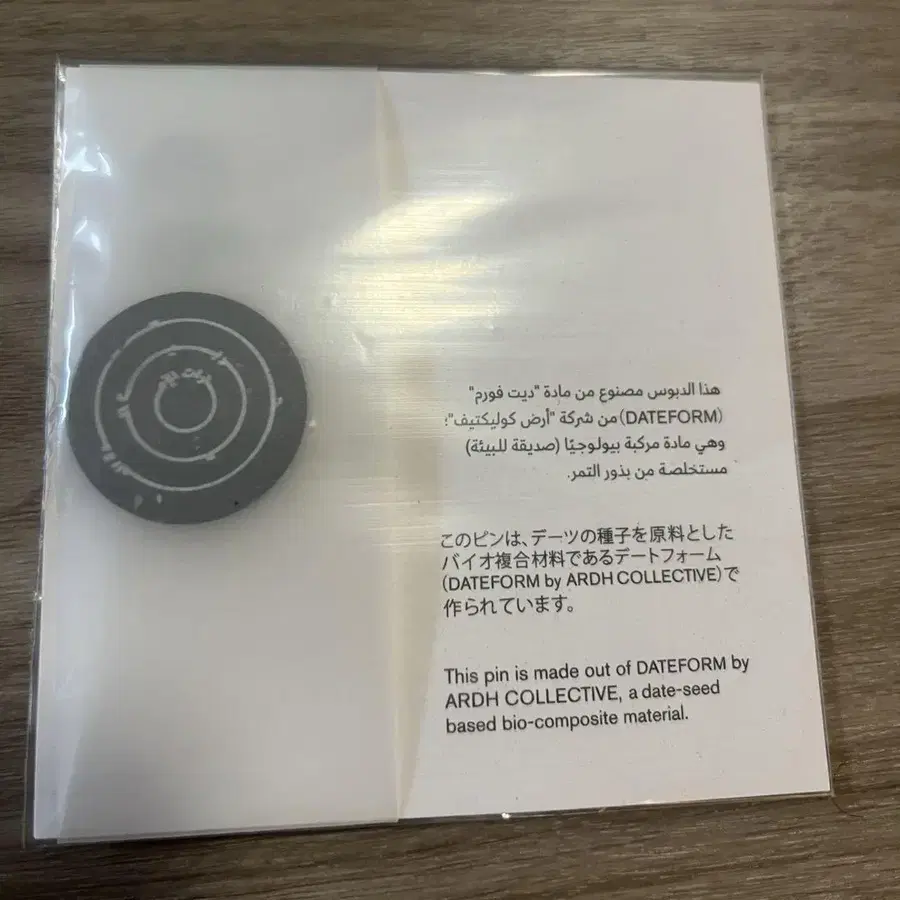 هذا الدبوس مصنوع من مادة "ديت فورم"
(DATEFORM) من شركة "أرض كوليكتيف"؛
وهي مادة مركبة بيولوجيًا (صديقة للبيئة)
مستخلصة من بذور التمر.
このピンは、デーツの種子を原料とした
バイオ複合材料であるデートフォーム
(DATEFORM by ARDH COLLECTIVE)で
作られています。
This pin is made out of DATEFORM by
ARDH COLLECTIVE, a date-seed
based bio-composite material.